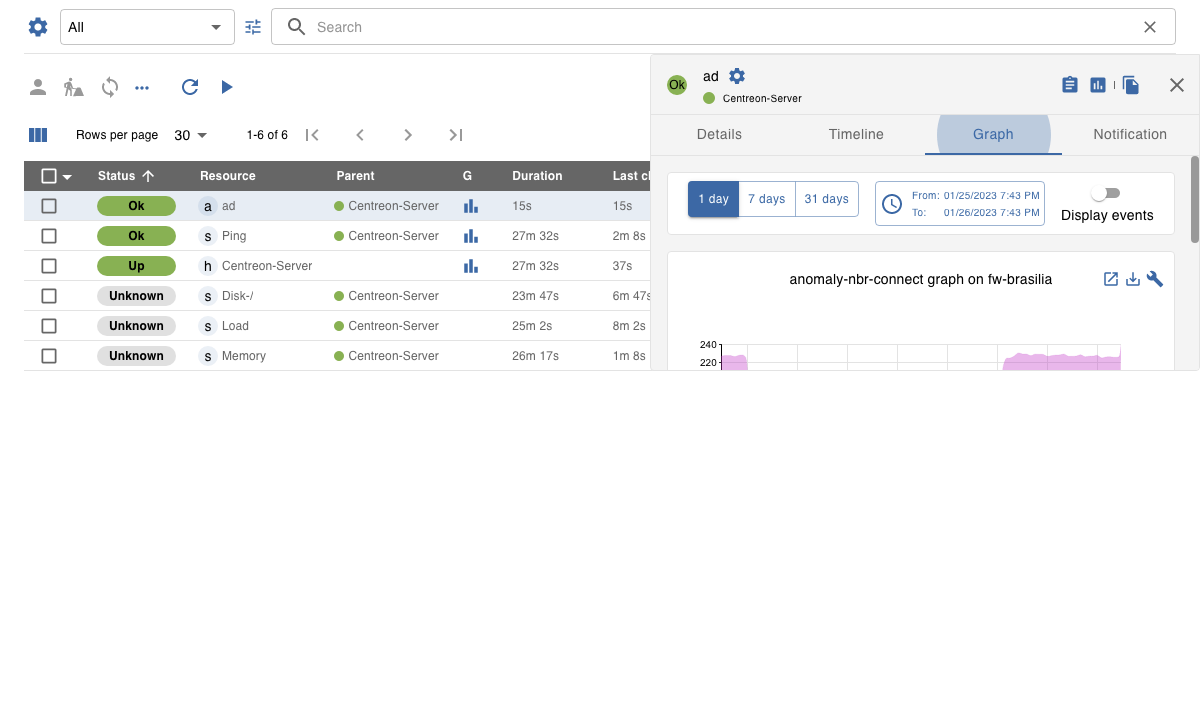 All
Search
Rows per page 30 1-6 of 6
Status Resource Parent G Duration Last cl
Ok a ad Centreon-Server 15s 15s
Ok s Ping Centreon-Server 27m 32s 2m 8s
Up h Centreon-Server 27m 32s 37s
Unknown s Disk-/ Centreon-Server 23m 47s 6m 47s
Unknown s Load Centreon-Server 25m 2s 8m 2s
Unknown s Memory Centreon-Server 26m 17s 1m 8s
Ok ad
Centreon-Server
Details Timeline Graph Notification
1 day 7 days 31 days
From: 01/25/2023 7:43 PM
To: 01/26/2023 7:43 PM
Display events
anomaly-nbr-connect graph on fw-brasilia
240
220